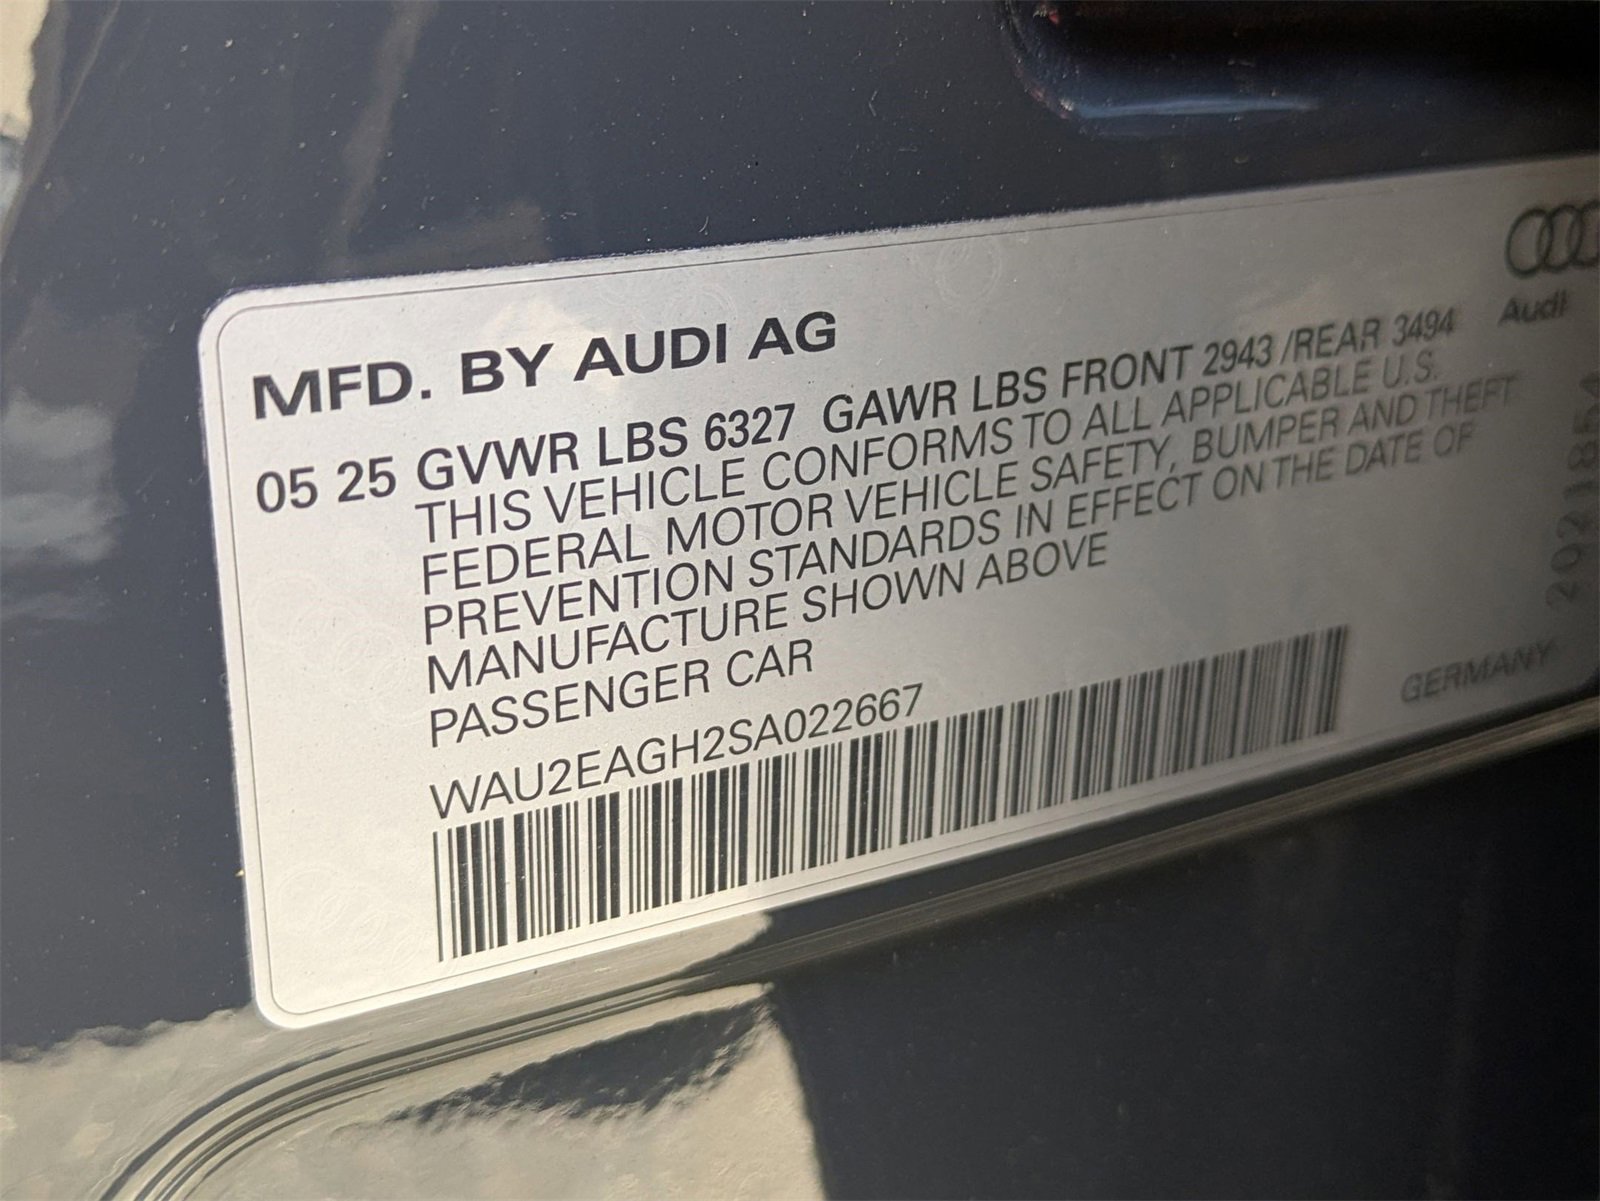 MFD. BY AUDI AG
05 25 GVWR LBS 6327 GAWR LBS FRONT 2943 /REAR 3494
THIS VEHICLE CONFORMS TO ALL APPLICABLE U.S.
FEDERAL MOTOR VEHICLE SAFETY, BUMPER AND THEFT
PREVENTION STANDARDS IN EFFECT ON THE DATE OF
MANUFACTURE SHOWN ABOVE
PASSENGER CAR
WAU2EAGH2SA022667
Audi
GERMANY